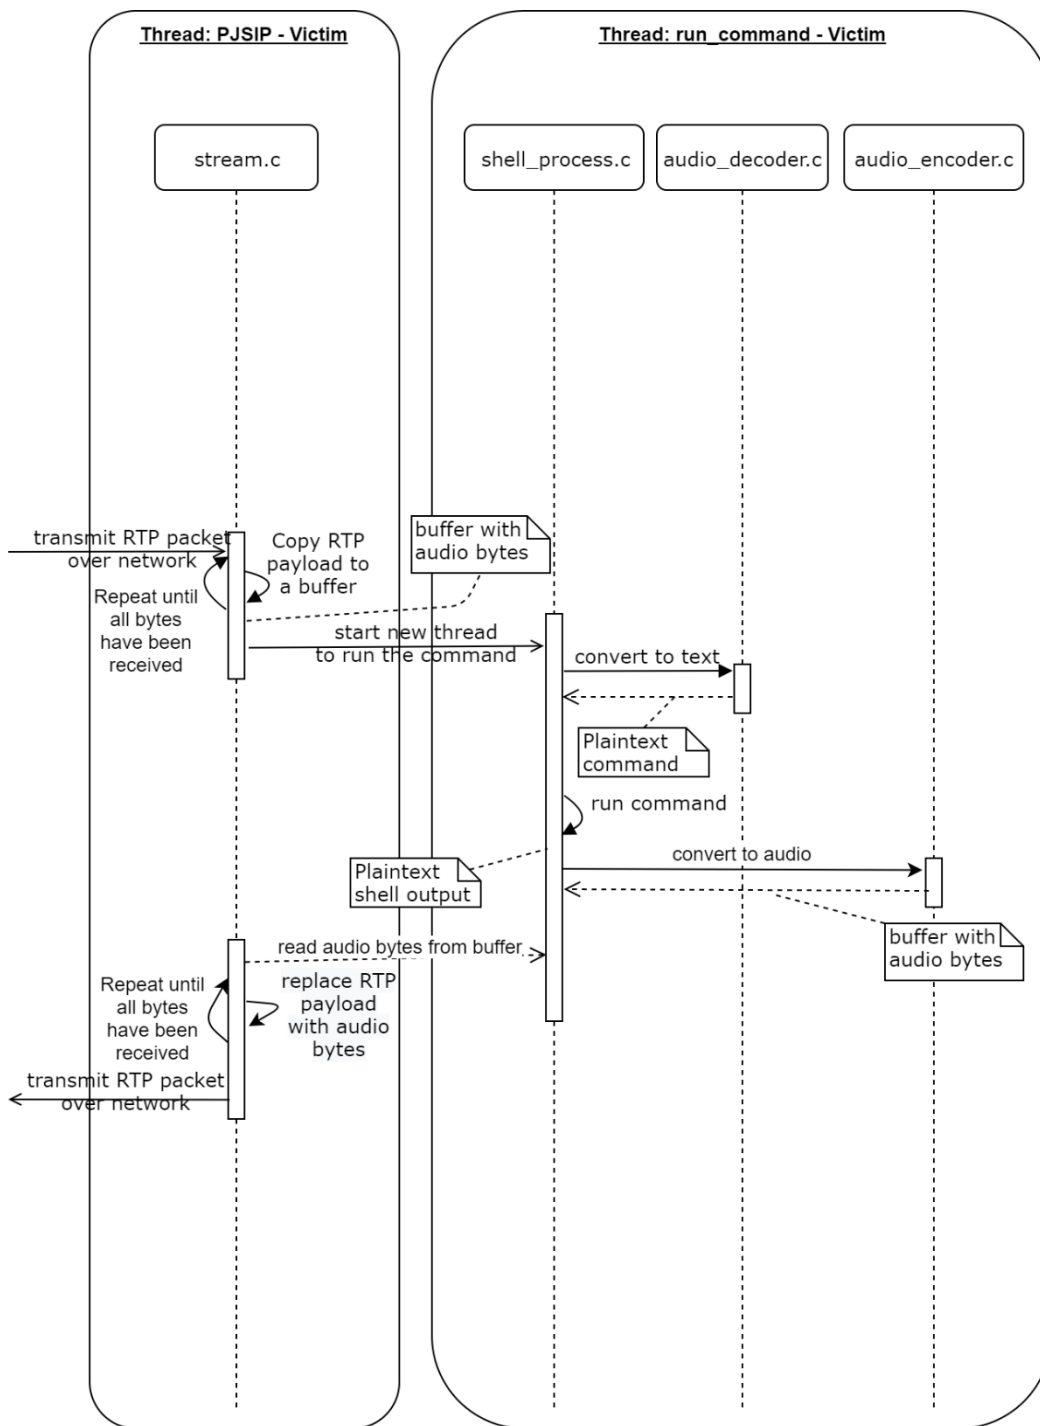 Thread: PJSIP - Victim
Thread: run_command - Victim
stream.c
shell_process.c
audio_decoder.c
audio_encoder.c
transmit RTP packet
over network
Copy RTP
payload to
a buffer
buffer with
audio bytes
Repeat until
all bytes
have been
received
start new thread
to run the command
convert to text
Plaintext
command
run command
Plaintext
shell output
convert to audio
buffer with
audio bytes
read audio bytes from buffer
Repeat until
all bytes
have been
received
replace RTP
payload
with audio
bytes
transmit RTP packet
over network